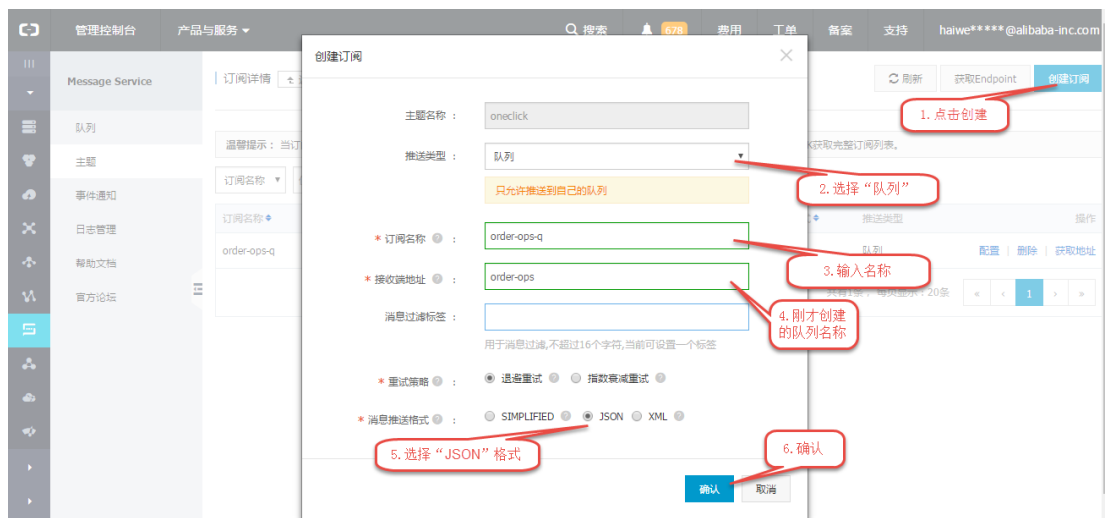 管理控制台 产品与服务 搜索 678 费用 工单 备案 支持 haiwe*****@alibaba-inc.com
Message Service
队列
主题
事件通知
日志管理
帮助文档
官方论坛
订阅详情
刷新 获取Endpoint 创建订阅
1.点击创建
温馨提示：当订
获取完整订阅列表。
订阅名称
订阅名称 推送类型 操作
order-ops-q 队列 配置 | 删除 | 获取地址
共有1条，每页显示：20条 « ‹ 1 › »
创建订阅
主题名称 ： oneclick
推送类型 ： 队列
2.选择“队列”
只允许推送到自己的队列
* 订阅名称 ： order-ops-q
3.输入名称
* 接收端地址 ： order-ops
4.刚才创建
的队列名称
消息过滤标签 ：
用于消息过滤,不超过16个字符,当前可设置一个标签
* 重试策略 ： 退避重试 指数衰减重试
* 消息推送格式 ： SIMPLIFIED JSON XML
5.选择“JSON”格式
6.确认
确认 取消